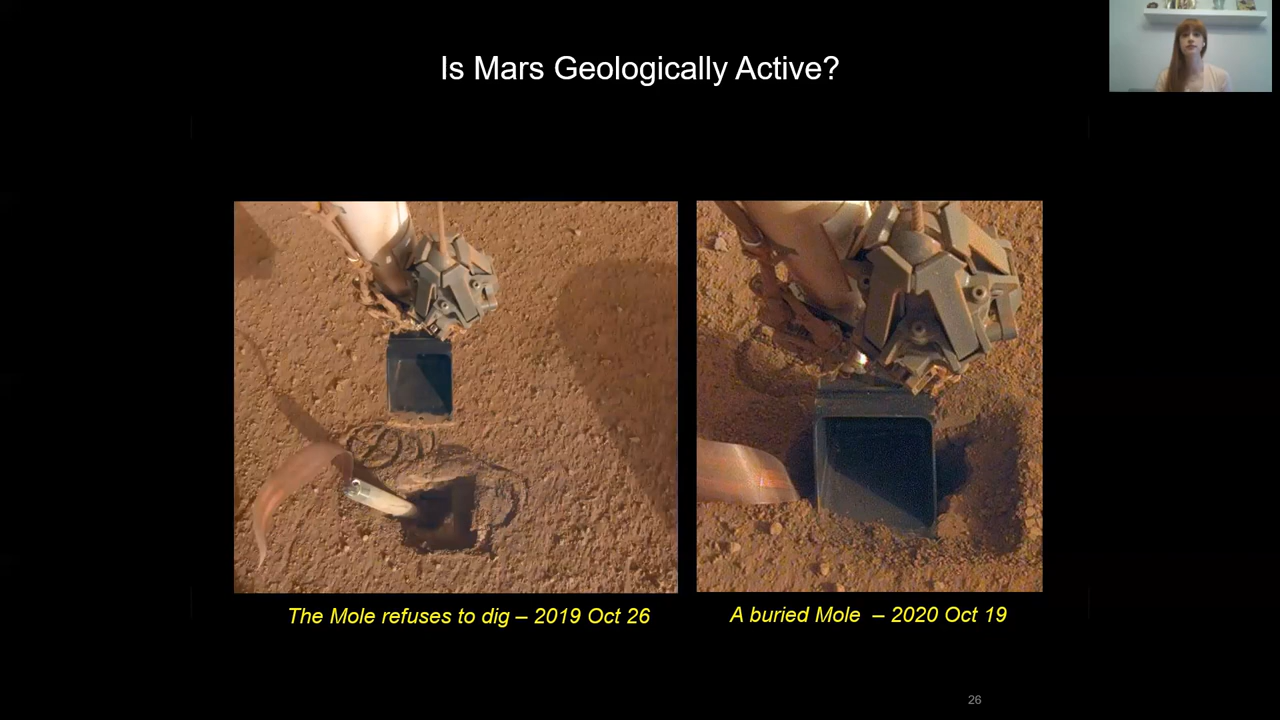 Is Mars Geologically Active?
The Mole refuses to dig – 2019 Oct 26
A buried Mole – 2020 Oct 19
26